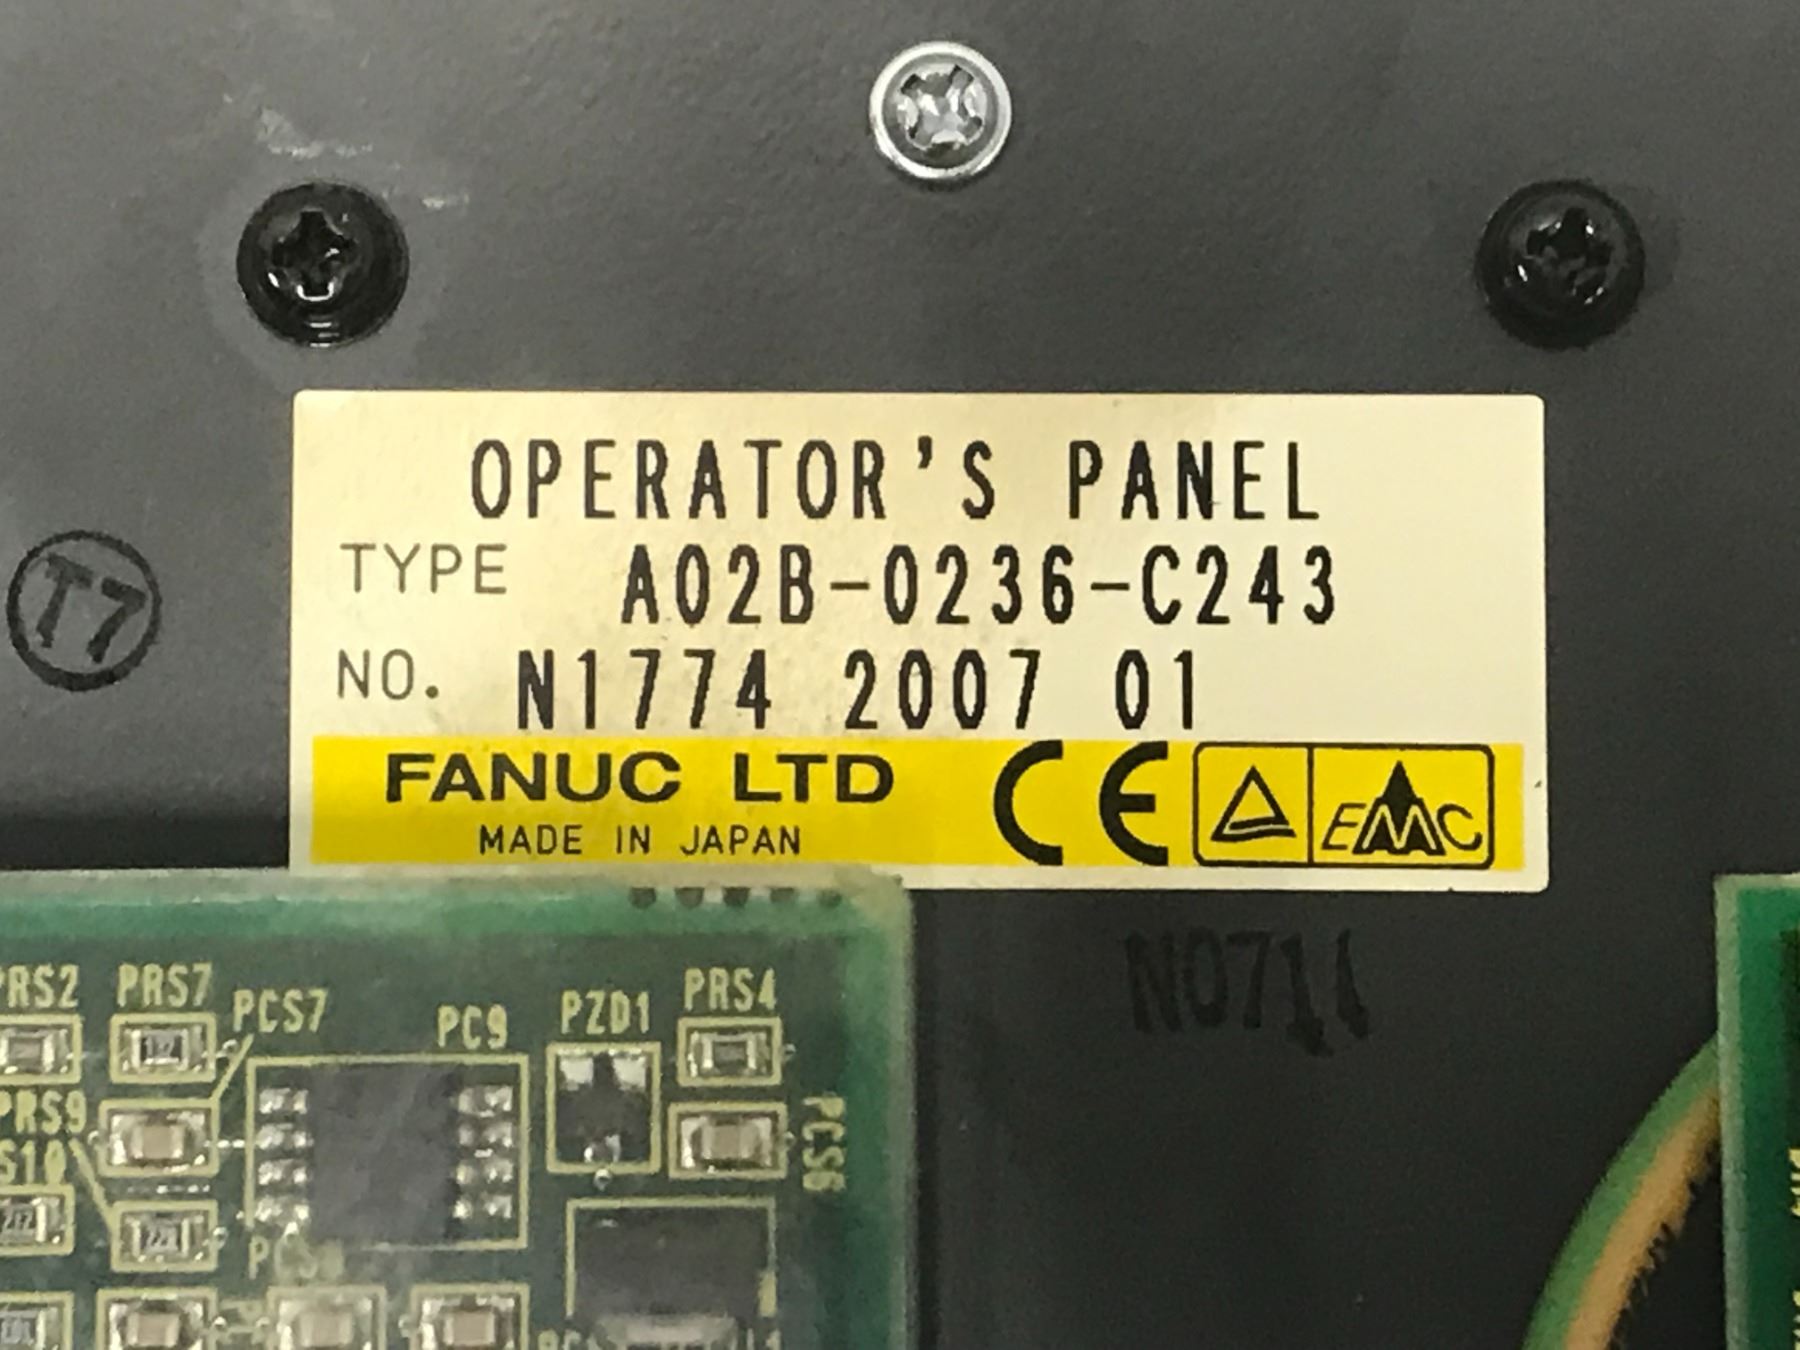 OPERATOR'S PANEL
TYPE A02B-0236-C243
NO. N1774 2007 01
FANUC LTD CE EMC
MADE IN JAPAN
T7
N0711
PRS2 PRS7 PCS7 PC9 PZD1 PRS4
PRS9
S10
PCS6